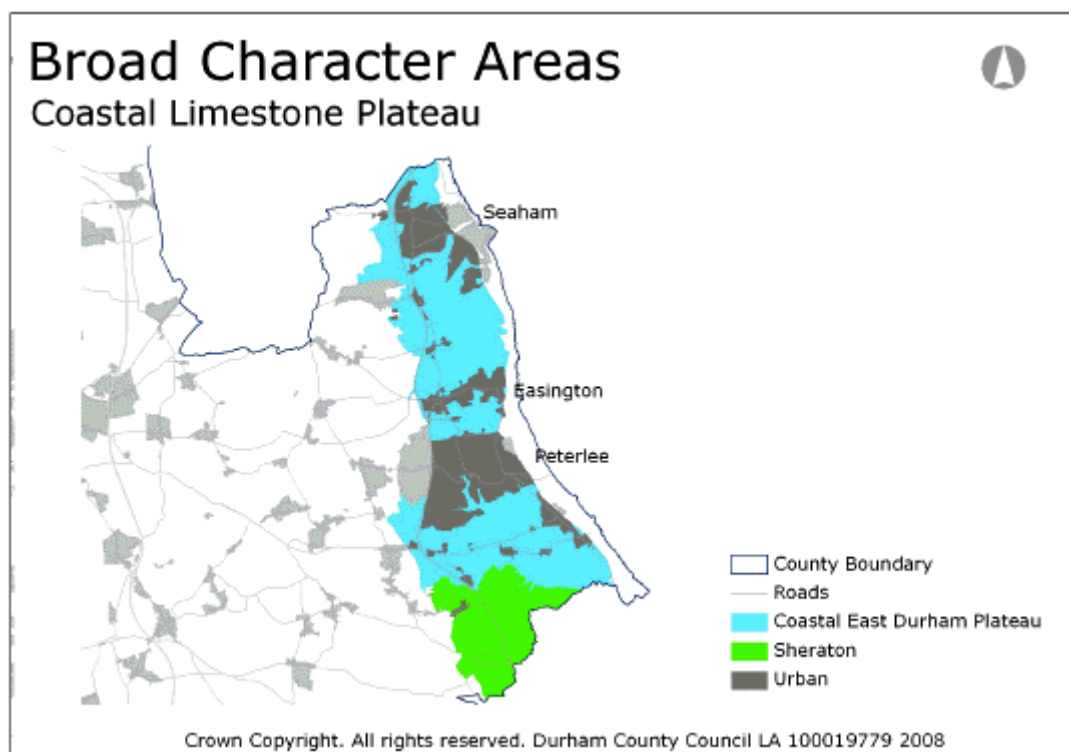 Broad Character Areas
Coastal Limestone Plateau
Seaham
Easington
Peterlee
County Boundary
Roads
Coastal East Durham Plateau
Sheraton
Urban
Crown Copyright. All rights reserved. Durham County Council LA 100019779 2008